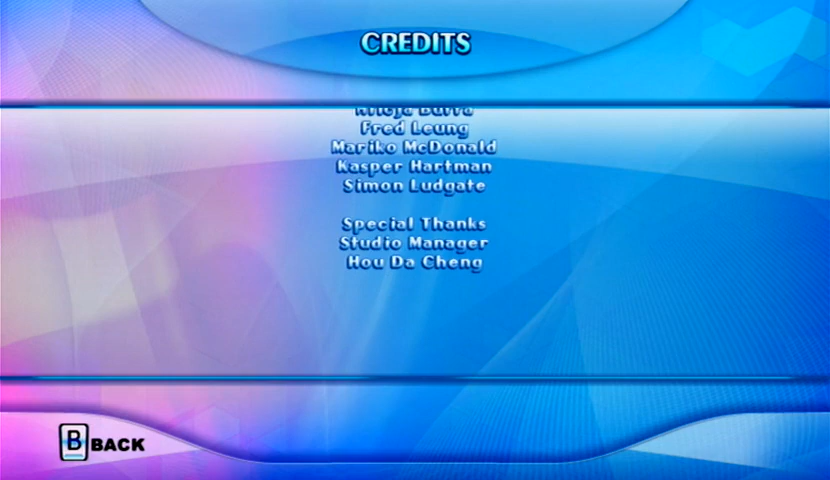 CREDITS
Fred Leung
Mariko McDonald
Kasper Hartman
Simon Ludgate
Special Thanks
Studio Manager
Hou Da Cheng
B BACK